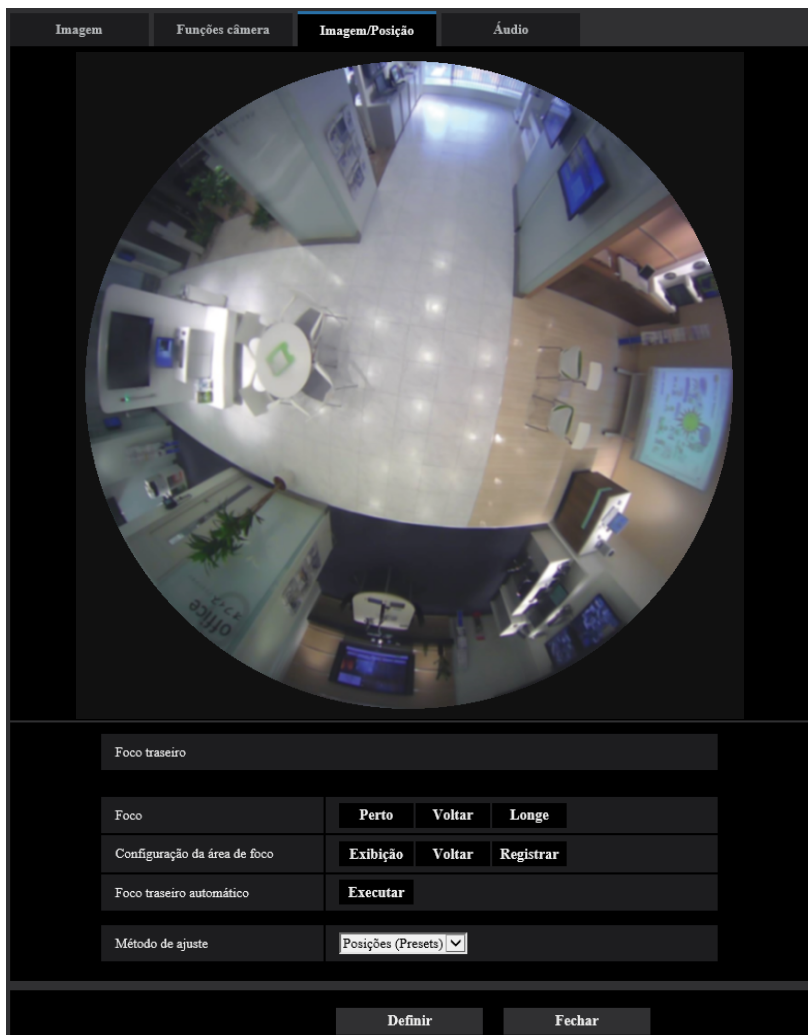 Imagem Funções câmera Imagem/Posição Áudio
office
Foco traseiro
Foco Perto Voltar Longe
Configuração da área de foco Exibição Voltar Registrar
Foco traseiro automático Executar
Método de ajuste Posições (Presets)
Definir Fechar